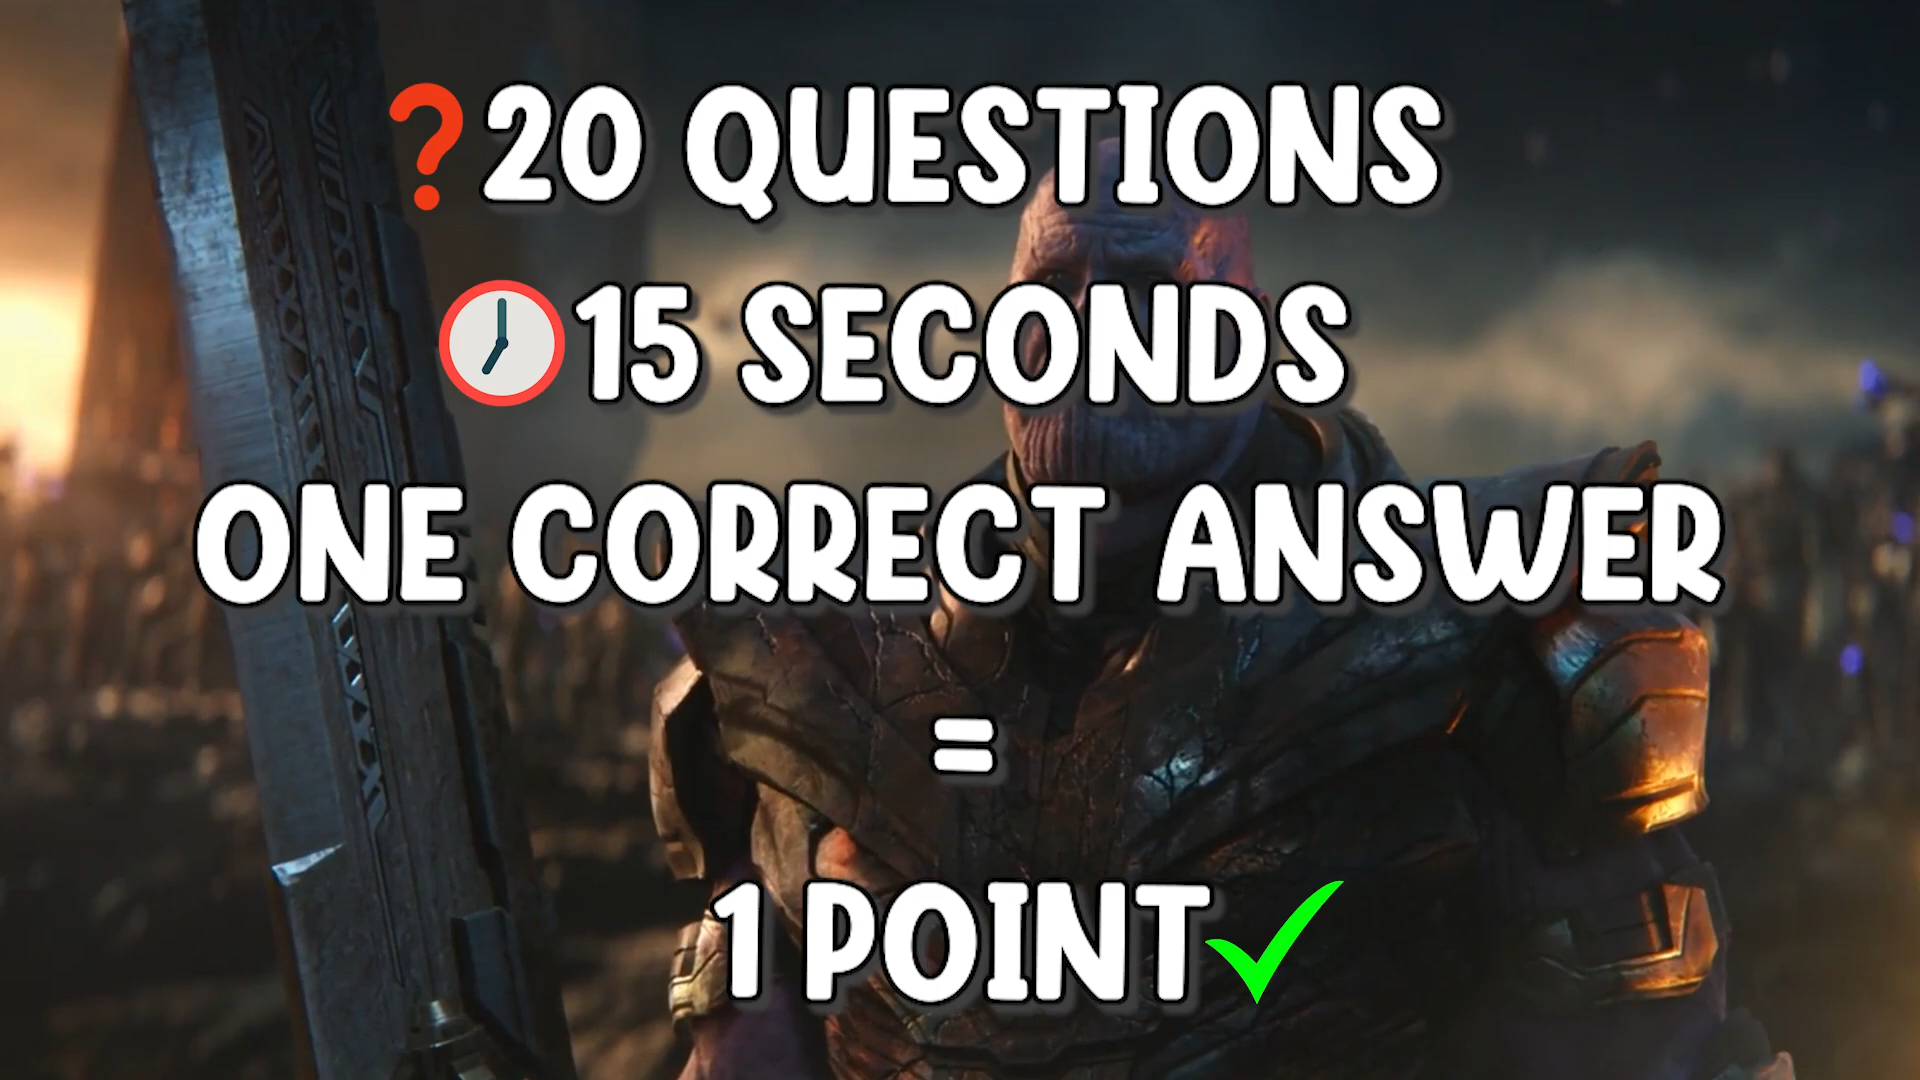 ❓20 QUESTIONS
🕖15 SECONDS
ONE CORRECT ANSWER
=
1 POINT✓